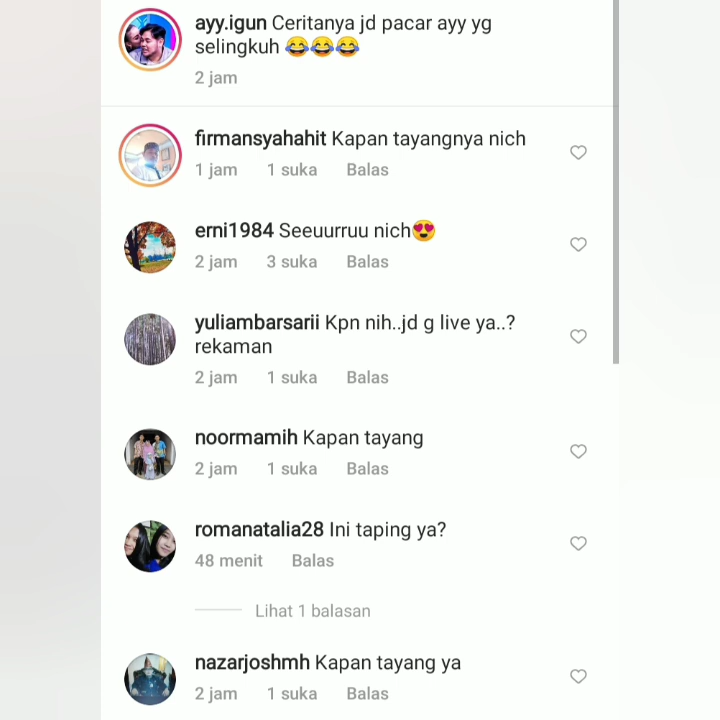 ayy.igun Ceritanya jd pacar ayy yg
selingkuh 😂😂😂
2 jam
firmansyahahit Kapan tayangnya nich
1 jam 1 suka Balas
erni1984 Seeuurruu nich😍
2 jam 3 suka Balas
yuliambarsarii Kpn nih..jd g live ya..?
rekaman
2 jam 1 suka Balas
noormamih Kapan tayang
2 jam 1 suka Balas
romanatalia28 Ini taping ya?
48 menit Balas
Lihat 1 balasan
nazarjoshmh Kapan tayang ya
2 jam 1 suka Balas